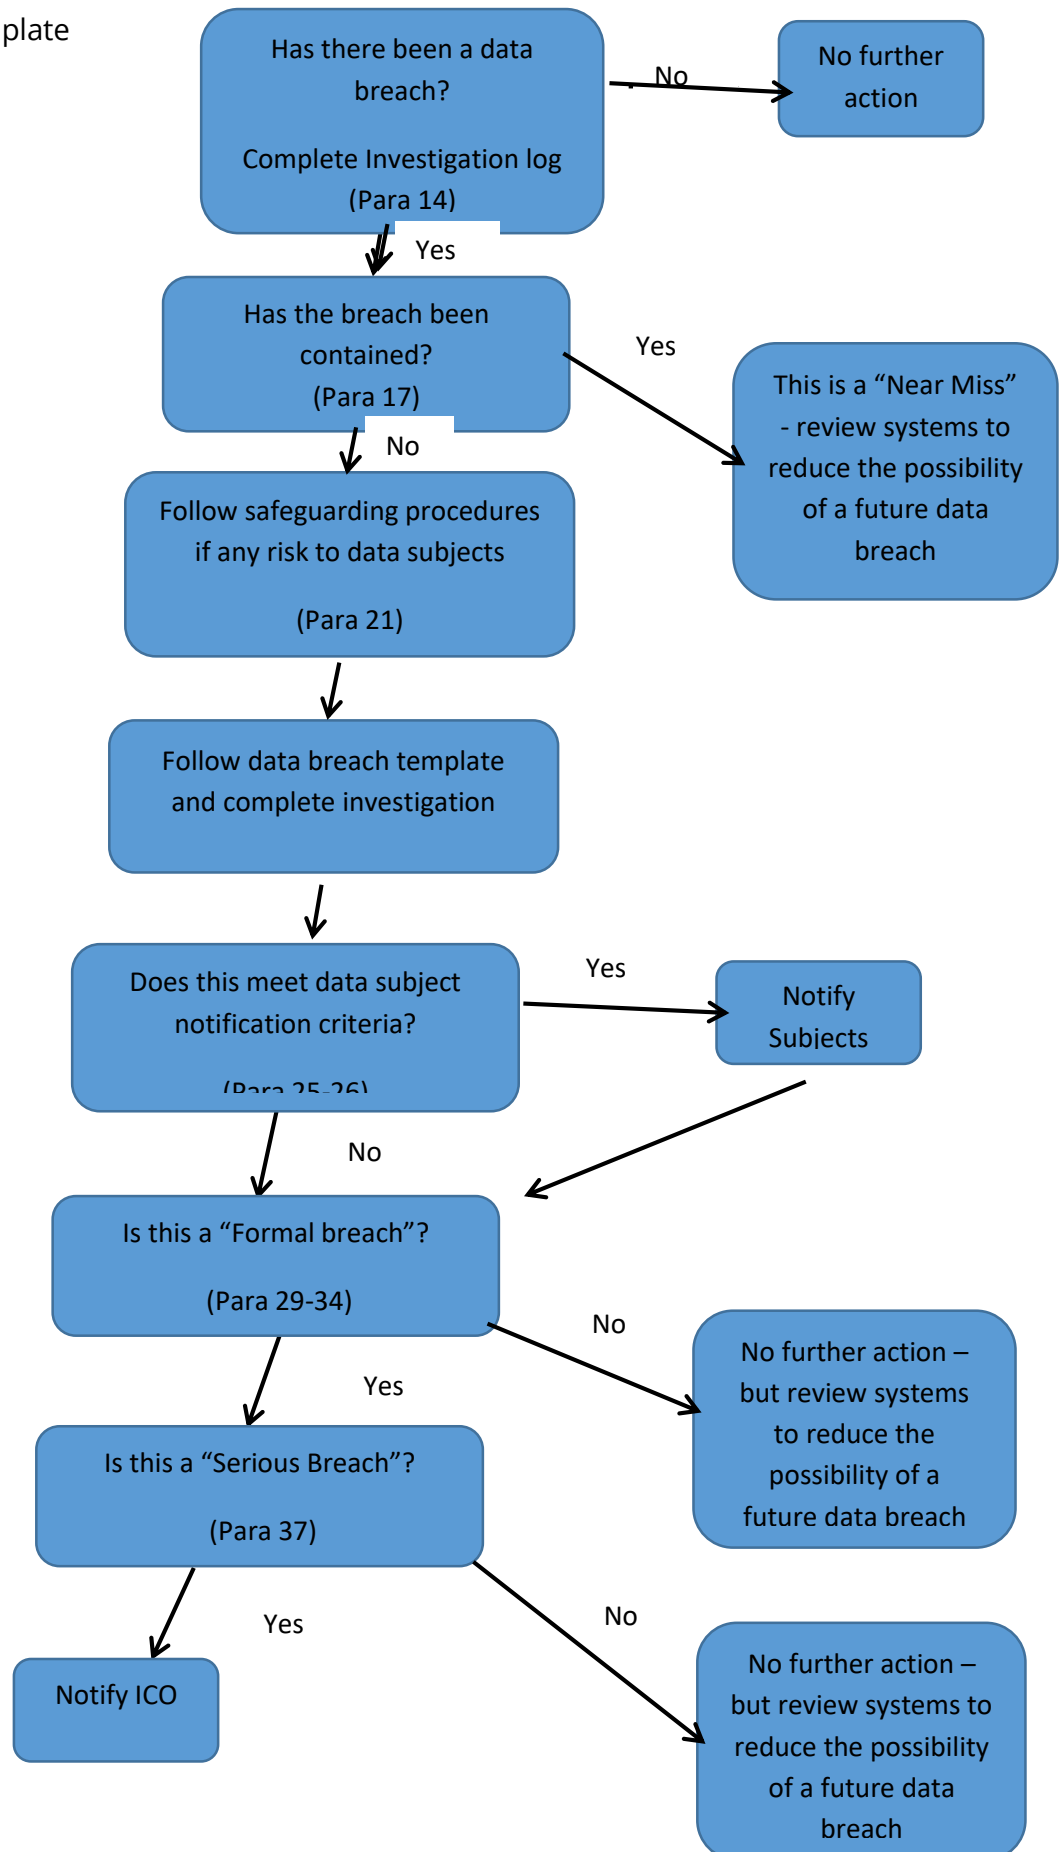 plate
Has there been a data
breach?
Complete Investigation log
(Para 14)
No
No further
action
Yes
Has the breach been
contained?
(Para 17)
Yes
This is a “Near Miss”
- review systems to
reduce the possibility
of a future data
breach
No
Follow safeguarding procedures
if any risk to data subjects
(Para 21)
Follow data breach template
and complete investigation
Does this meet data subject
notification criteria?
(Para 25-26)
Yes
Notify
Subjects
No
Is this a “Formal breach”?
(Para 29-34)
No
No further action –
but review systems
to reduce the
possibility of a
future data breach
Yes
Is this a “Serious Breach”?
(Para 37)
Yes
No
Notify ICO
No further action –
but review systems to
reduce the possibility
of a future data
breach